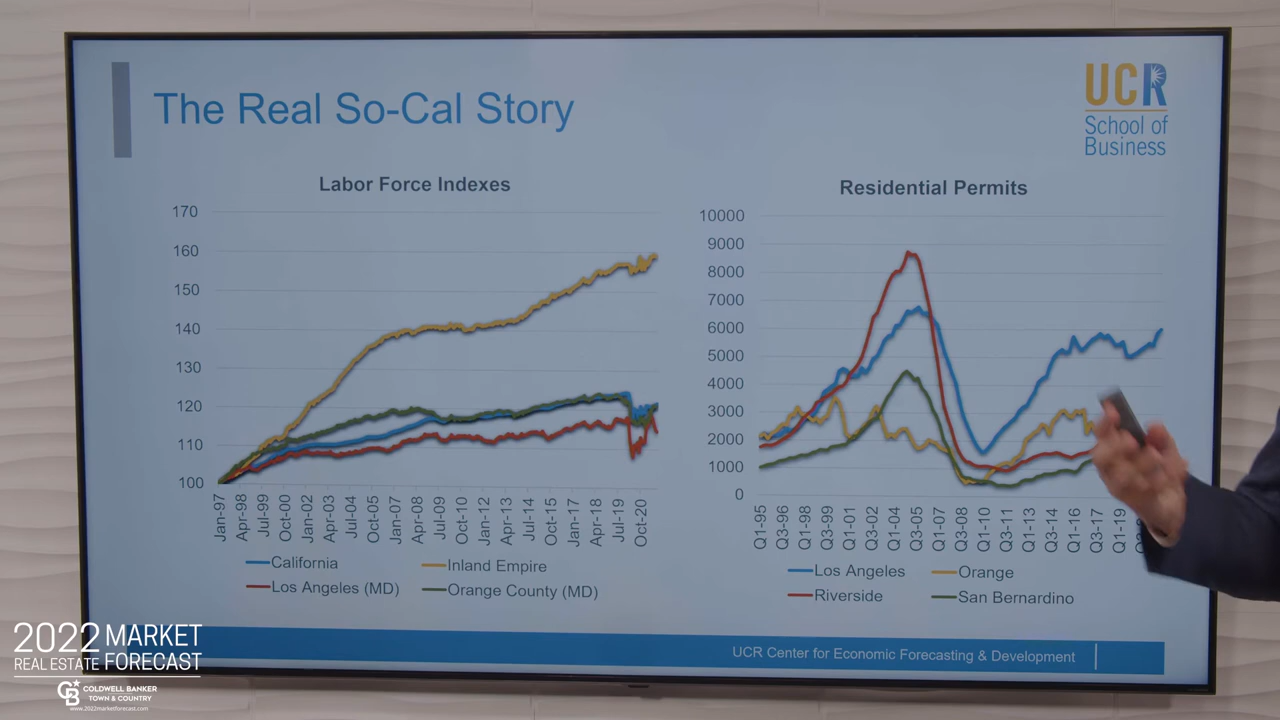 The Real So-Cal Story
UCR
School of
Business
Labor Force Indexes
170
160
150
140
130
120
110
100
Jan-97
Apr-98
Jul-99
Oct-00
Jan-02
Apr-03
Jul-04
Oct-05
Jan-07
Apr-08
Jul-09
Oct-10
Jan-12
Apr-13
Jul-14
Oct-15
Jan-17
Apr-18
Jul-19
Oct-20
California
Inland Empire
Los Angeles (MD)
Orange County (MD)
Residential Permits
10000
9000
8000
7000
6000
5000
4000
3000
2000
1000
0
Q1-95
Q3-96
Q1-98
Q3-99
Q1-01
Q3-02
Q1-04
Q3-05
Q1-07
Q3-08
Q1-10
Q3-11
Q1-13
Q3-14
Q1-16
Q3-17
Q1-19
Los Angeles
Orange
Riverside
San Bernardino
UCR Center for Economic Forecasting & Development
2022 MARKET
REAL ESTATE FORECAST
CB COLDWELL BANKER
TOWN & COUNTRY
www.2022marketforecast.com